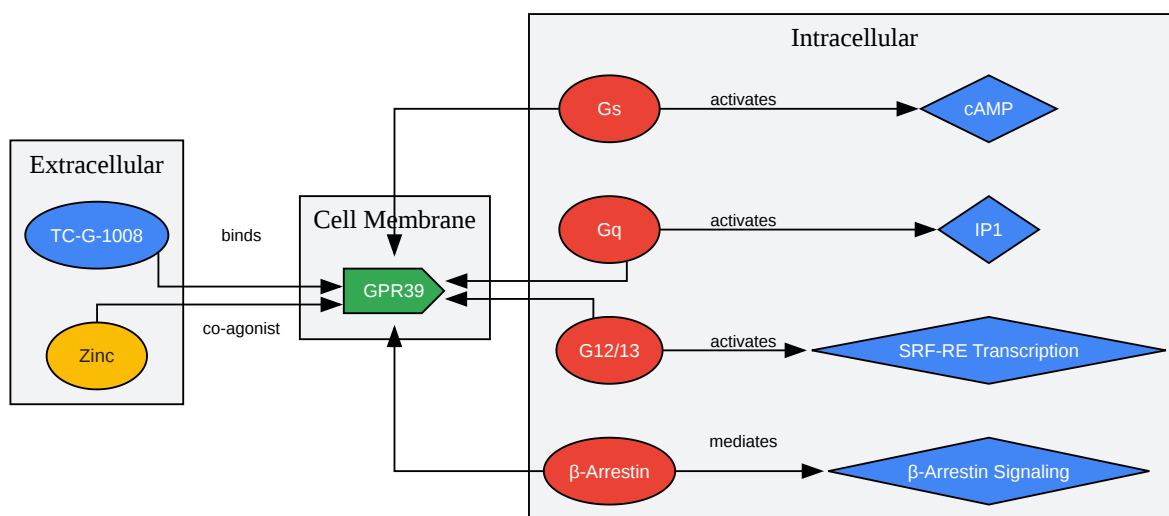 Extracellular
TC-G-1008
Zinc
binds
co-agonist
Cell Membrane
GPR39
Intracellular
Gs
activates
cAMP
Gq
activates
IP1
G12/13
activates
SRF-RE Transcription
β-Arrestin
mediates
β-Arrestin Signaling